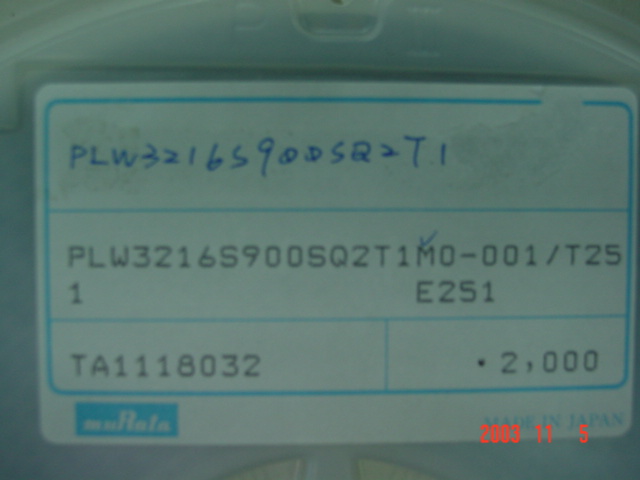 PLW3216S900SQ2T1
PLW3216S900SQ2T1M0-001/T25
1 E251
TA1118032 · 2,000
muRata MADE IN JAPAN
2003 11 5